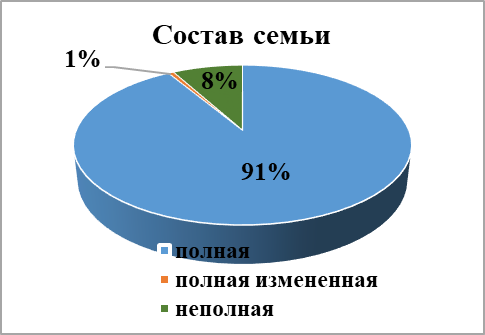 Состав семьи
1%
8%
91%
полная
полная измененная
неполная